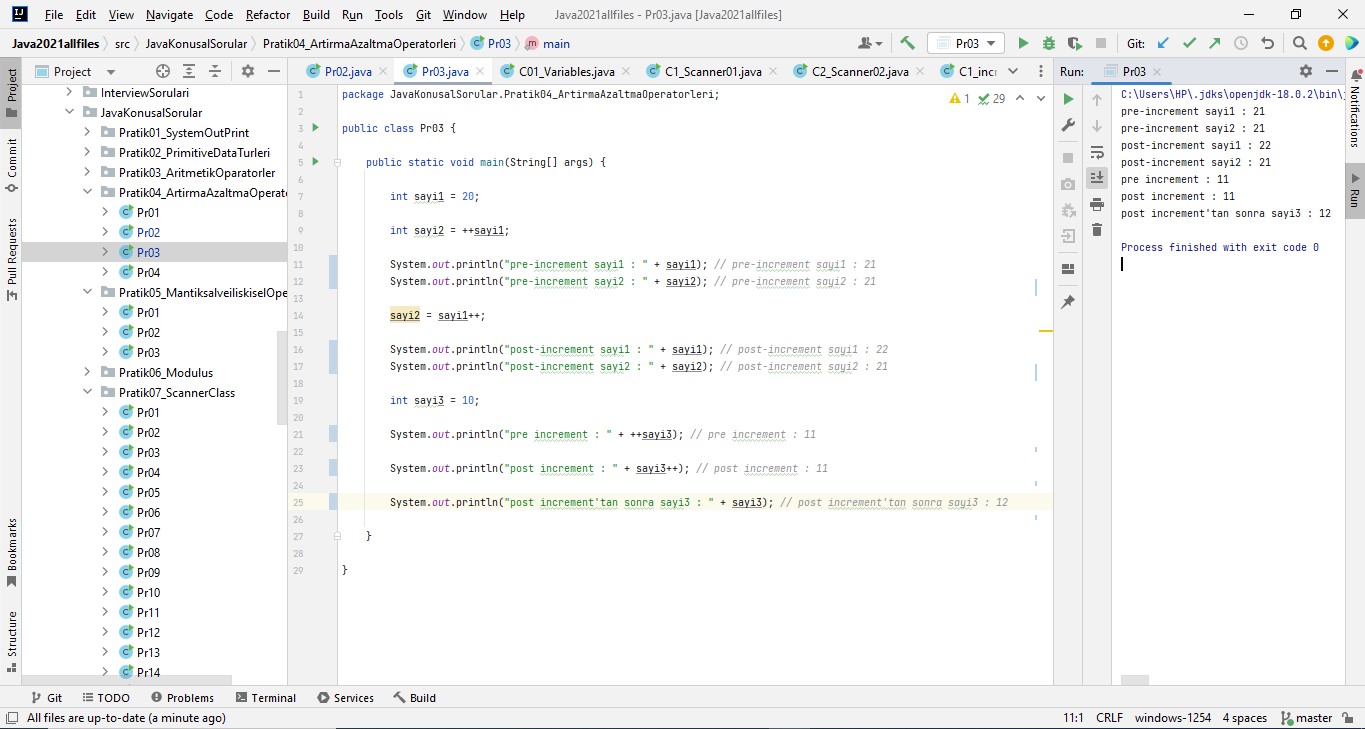 File Edit View Navigate Code Refactor Build Run Tools Git Window Help Java2021allfiles - Pr03.java [Java2021allfiles]
Java2021allfiles src JavaKonusalSorular Pratik04_ArtirmaAzaltmaOperatorleri Pr03 main Pr03 Git:
Project
Pr02.java Pr03.java C01_Variables.java C1_Scanner01.java C2_Scanner02.java C1_incr
Run: Pr03
Project
Commit
Pull Requests
Bookmarks
Structure
InterviewSorulari
JavaKonusalSorular
Pratik01_SystemOutPrint
Pratik02_PrimitiveDataTurleri
Pratik03_AritmetikOparatorler
Pratik04_ArtirmaAzaltmaOperat
Pr01
Pr02
Pr03
Pr04
Pratik05_MantiksalveiliskiselOpe
Pr01
Pr02
Pr03
Pratik06_Modulus
Pratik07_ScannerClass
Pr01
Pr02
Pr03
Pr04
Pr05
Pr06
Pr07
Pr08
Pr09
Pr10
Pr11
Pr12
Pr13
Pr14
1 package JavaKonusalSorular.Pratik04_ArtirmaAzaltmaOperatorleri; 1 29
2
3 public class Pr03 {
4
5 public static void main(String[] args) {
6
7 int sayi1 = 20;
8
9 int sayi2 = ++sayi1;
10
11 System.out.println("pre-increment sayi1 : " + sayi1); // pre-increment sayi1 : 21
12 System.out.println("pre-increment sayi2 : " + sayi2); // pre-increment sayi2 : 21
13
14 sayi2 = sayi1++;
15
16 System.out.println("post-increment sayi1 : " + sayi1); // post-increment sayi1 : 22
17 System.out.println("post-increment sayi2 : " + sayi2); // post-increment sayi2 : 21
18
19 int sayi3 = 10;
20
21 System.out.println("pre increment : " + ++sayi3); // pre increment : 11
22
23 System.out.println("post increment : " + sayi3++); // post increment : 11
24
25 System.out.println("post increment'tan sonra sayi3 : " + sayi3); // post increment'tan sonra sayi3 : 12
26
27 }
28
29 }
C:\Users\HP\.jdks\openjdk-18.0.2\bin\j
pre-increment sayi1 : 21
pre-increment sayi2 : 21
post-increment sayi1 : 22
post-increment sayi2 : 21
pre increment : 11
post increment : 11
post increment'tan sonra sayi3 : 12
Process finished with exit code 0
Notifications
Run
Git TODO Problems Terminal Services Build
All files are up-to-date (a minute ago) 11:1 CRLF windows-1254 4 spaces master